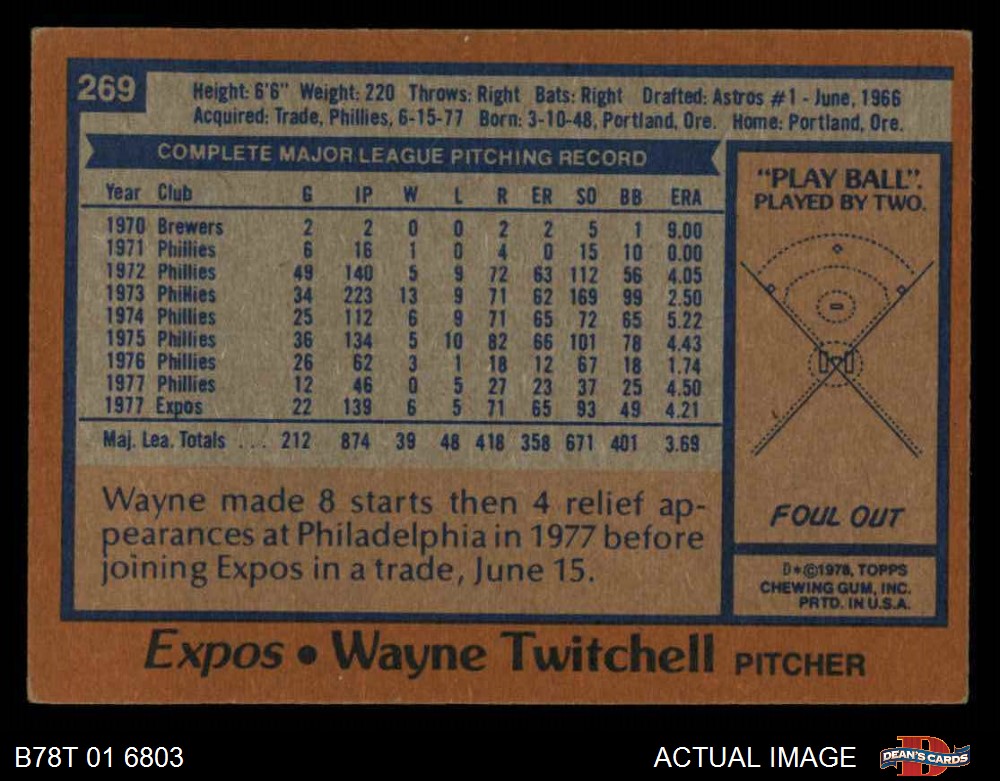 269
Height: 6'6" Weight: 220 Throws: Right Bats: Right Drafted: Astros #1 - June, 1966
Acquired: Trade, Phillies, 6-15-77 Born: 3-10-48, Portland, Ore. Home: Portland, Ore.
COMPLETE MAJOR LEAGUE PITCHING RECORD
Year Club G IP W L R ER SO BB ERA
1970 Brewers 2 2 0 0 2 2 5 1 9.00
1971 Phillies 6 16 1 0 4 0 15 10 0.00
1972 Phillies 49 140 5 9 72 63 112 56 4.05
1973 Phillies 34 223 13 9 71 62 169 99 2.50
1974 Phillies 25 112 6 9 71 65 72 65 5.22
1975 Phillies 36 134 5 10 82 66 101 78 4.43
1976 Phillies 26 62 3 1 18 12 67 18 1.74
1977 Phillies 12 46 0 5 27 23 37 25 4.50
1977 Expos 22 139 6 5 71 65 93 49 4.21
Maj. Lea. Totals ... 212 874 39 48 418 358 671 401 3.69
Wayne made 8 starts then 4 relief ap-
pearances at Philadelphia in 1977 before
joining Expos in a trade, June 15.
"PLAY BALL".
PLAYED BY TWO.
FOUL OUT
D*©1978, TOPPS
CHEWING GUM, INC.
PRTD. IN U.S.A.
Expos • Wayne Twitchell PITCHER
B78T 01 6803
ACTUAL IMAGE
DEAN'S CARDS